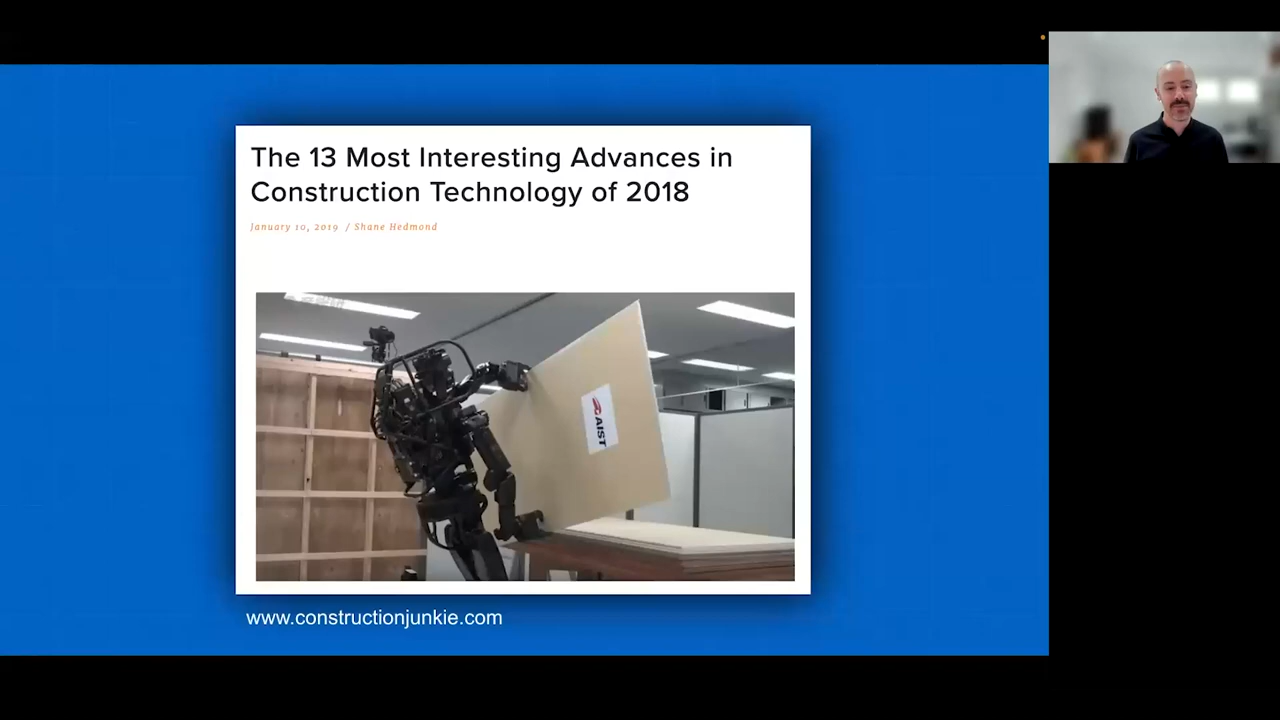 The 13 Most Interesting Advances in
Construction Technology of 2018
January 10, 2019 / Shane Hedmond
AIST
www.constructionjunkie.com